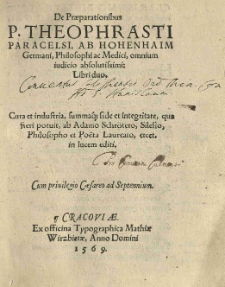 De Præparationibus
P. THEOPHRASTI
PARACELSI, AB HOHENHAIM
Germani, Philosophi ac Medici, omnium
iudicio absolutissimi:
Libri duo.
Cura et industria, summaq; fide et integritate, qua
fieri potuit, ab Adamo Schrötero, Silesio,
Philosopho et Poëta Laureato, etc.
in lucem editi.
Cum privilegio Cæsareo ad Septennium.
CRACOVIÆ.
Ex officina Typographica Mathiæ
Wirzbiętæ, Anno Domini
1569.